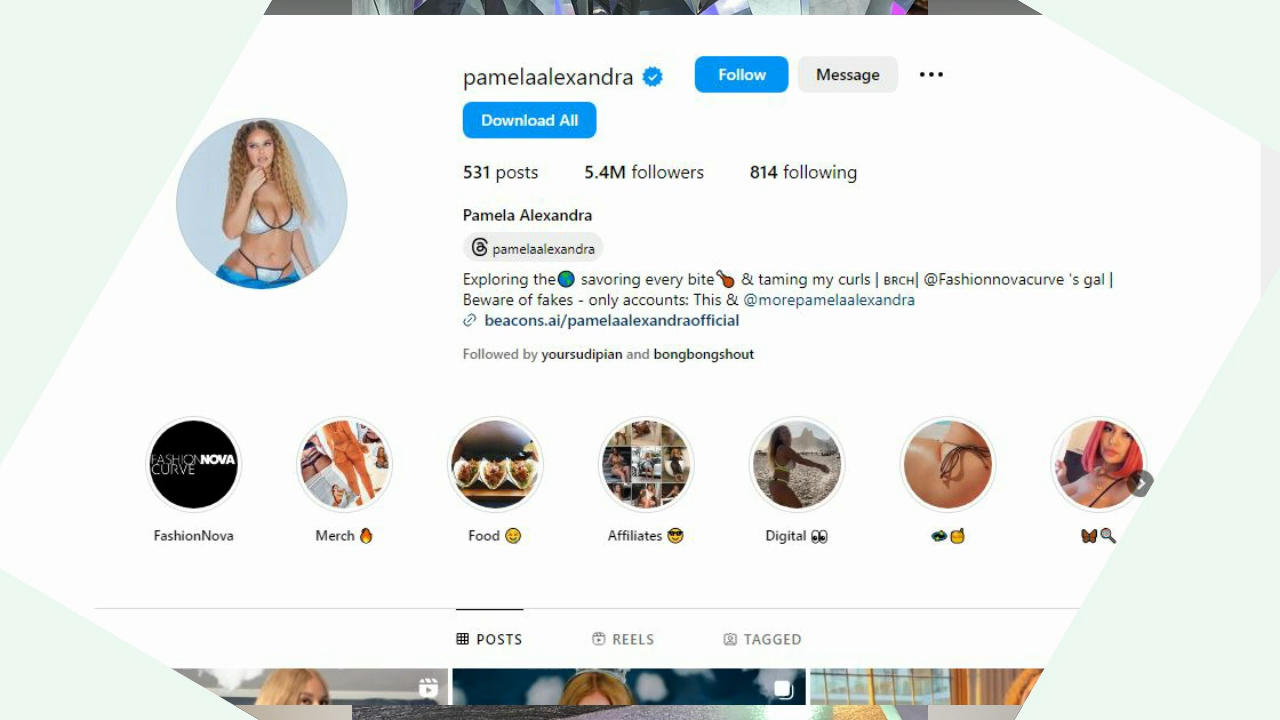 pamelaalexandra
Follow
Message
Download All
531 posts
5.4M followers
814 following
Pamela Alexandra
pamelaalexandra
Exploring the🌍 savoring every bite🍗 & taming my curls | ʙʀᴄʜ| @Fashionnovacurve 's gal |
Beware of fakes - only accounts: This & @morepamelaalexandra
beacons.ai/pamelaalexandraofficial
Followed by yoursudipian and bongbongshout
FASHIONNOVA
CURVE
FashionNova
Merch 🔥
Food 😋
Affiliates 😎
Digital 👀
POSTS
REELS
TAGGED